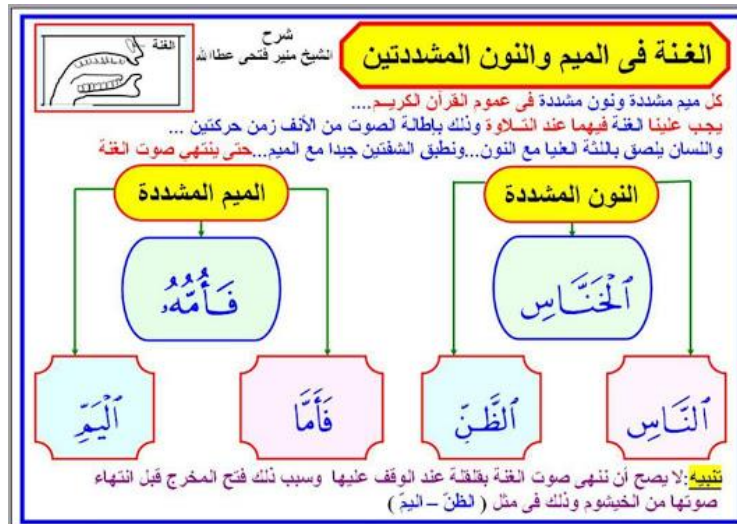 الغنة فى الميم والنون المشددتين
شرح
الشيخ منير فتحى عطاالله
الغنة
كل ميم مشددة ونون مشددة فى عموم القرآن الكريم....
يجب علينا الغنة فيهما عند التلاوة وذلك بإطالة الصوت من الأنف زمن حركتين ...
واللسان يلصق باللثة العليا مع النون...ونطبق الشفتين جيدا مع الميم...حتى ينتهي صوت الغنة
النون المشددة
ٱلْخَنَّاسِ
ٱلنَّاسِ
ٱلظَّنِّ
الميم المشددة
فَأُمُّهُۥ
فَأَمَّا
ٱلْيَمِّ
تنبيه:لا يصح أن ننهى صوت الغنة بقلقلة عند الوقف عليها وسبب ذلك فتح المخرج قبل انتهاء
صوتها من الخيشوم وذلك فى مثل ( الظنّ – اليمّ )